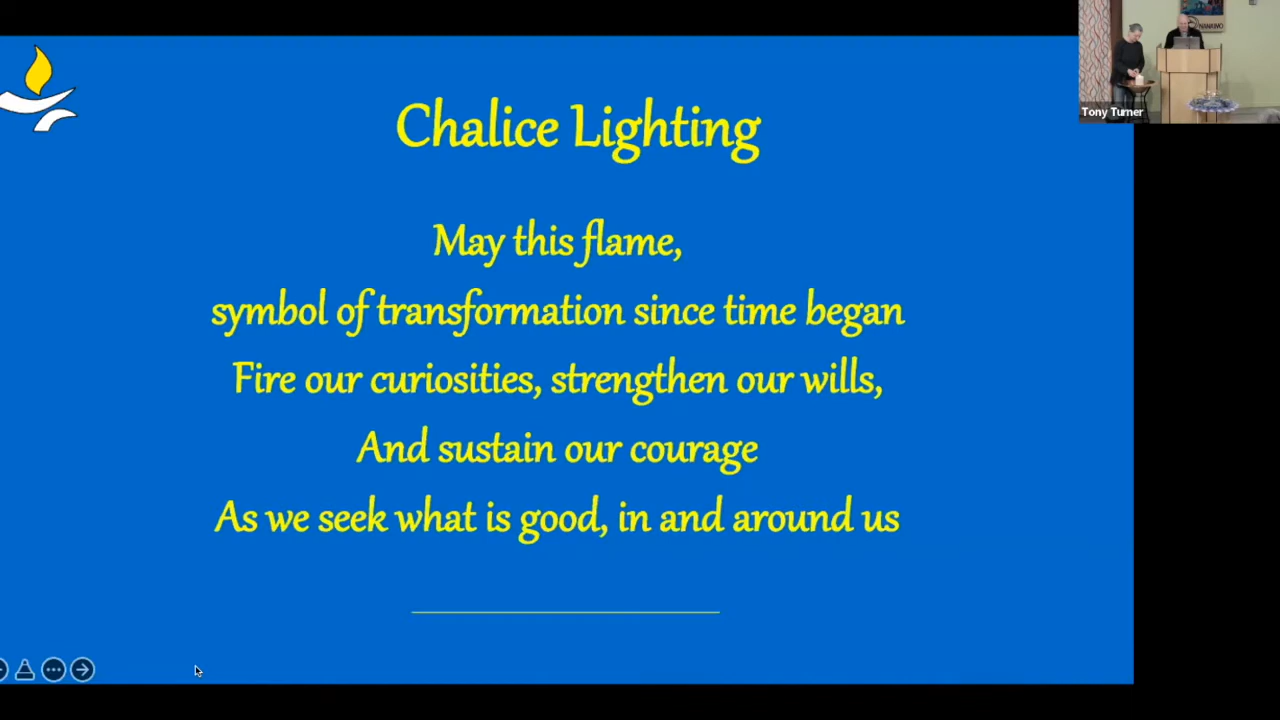 Chalice Lighting
May this flame,
symbol of transformation since time began
Fire our curiosities, strengthen our wills,
And sustain our courage
As we seek what is good, in and around us
NANAIMO
Tony Turner